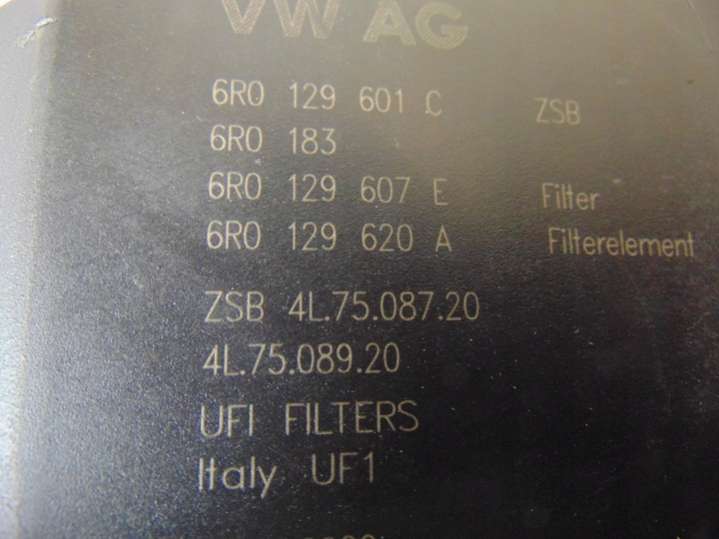 VW AG
6R0 129 601 C ZSB
6R0 183
6R0 129 607 E Filter
6R0 129 620 A Filterelement
ZSB 4L.75.087.20
4L.75.089.20
UFI FILTERS
Italy UF1